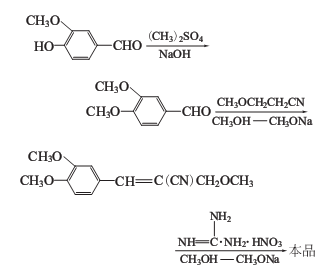 CH₃O
HO —CHO (CH₃)₂SO₄
NaOH
CH₃O
CH₃O —CHO CH₃OCH₂CH₂CN
CH₃OH—CH₃ONa
CH₃O
CH₃O —CH=C(CN)CH₂OCH₃
NH₂
NH=C·NH₂·HNO₃
CH₃OH—CH₃ONa 本品